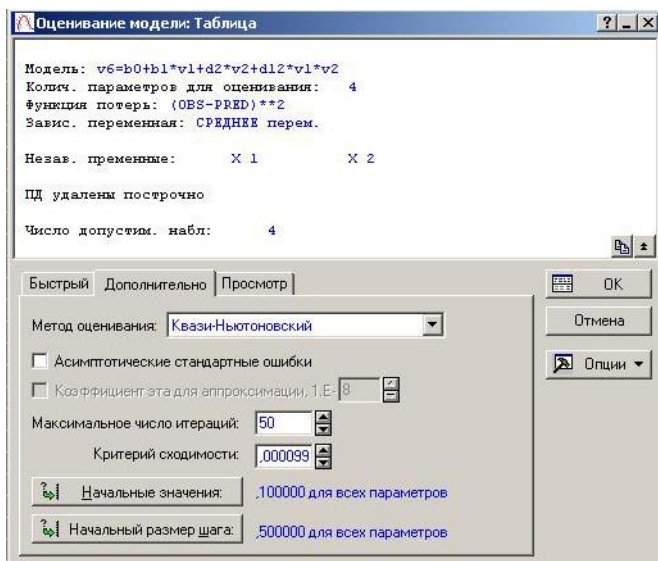 Оценивание модели: Таблица
Модель: v6=b0+b1*v1+d2*v2+d12*v1*v2
Колич. параметров для оценивания: 4
Функция потерь: (OBS-PRED)**2
Завис. переменная: СРЕДНЕЕ перем.
Незав. пременные: X 1 X 2
ПД удалены построчно
Число допустим. набл: 4
Быстрый Дополнительно Просмотр
OK
Метод оценивания: Квази-Ньютоновский
Отмена
Асимптотические стандартные ошибки
Опции
Коэффициент эта для аппроксимации, 1.E- 8
Максимальное число итераций: 50
Критерий сходимости: ,000099
Начальные значения: ,100000 для всех параметров
Начальный размер шага: ,500000 для всех параметров